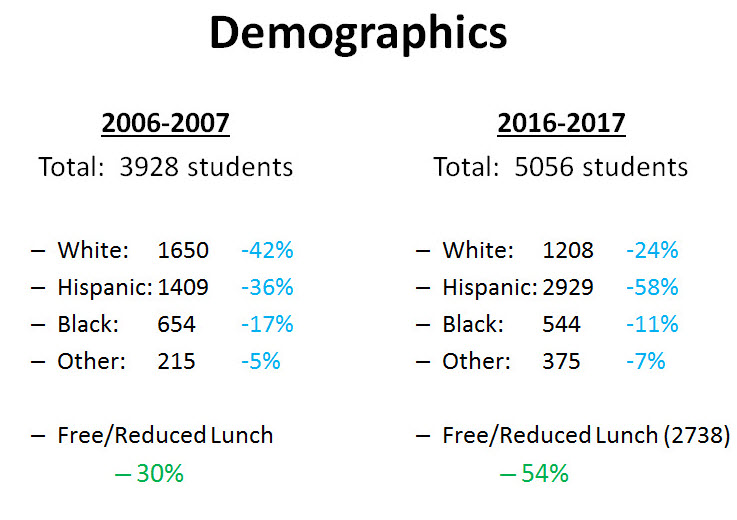 Demographics
2006-2007
Total: 3928 students
– White: 1650 -42%
– Hispanic: 1409 -36%
– Black: 654 -17%
– Other: 215 -5%
– Free/Reduced Lunch
– 30%
2016-2017
Total: 5056 students
– White: 1208 -24%
– Hispanic: 2929 -58%
– Black: 544 -11%
– Other: 375 -7%
– Free/Reduced Lunch (2738)
– 54%